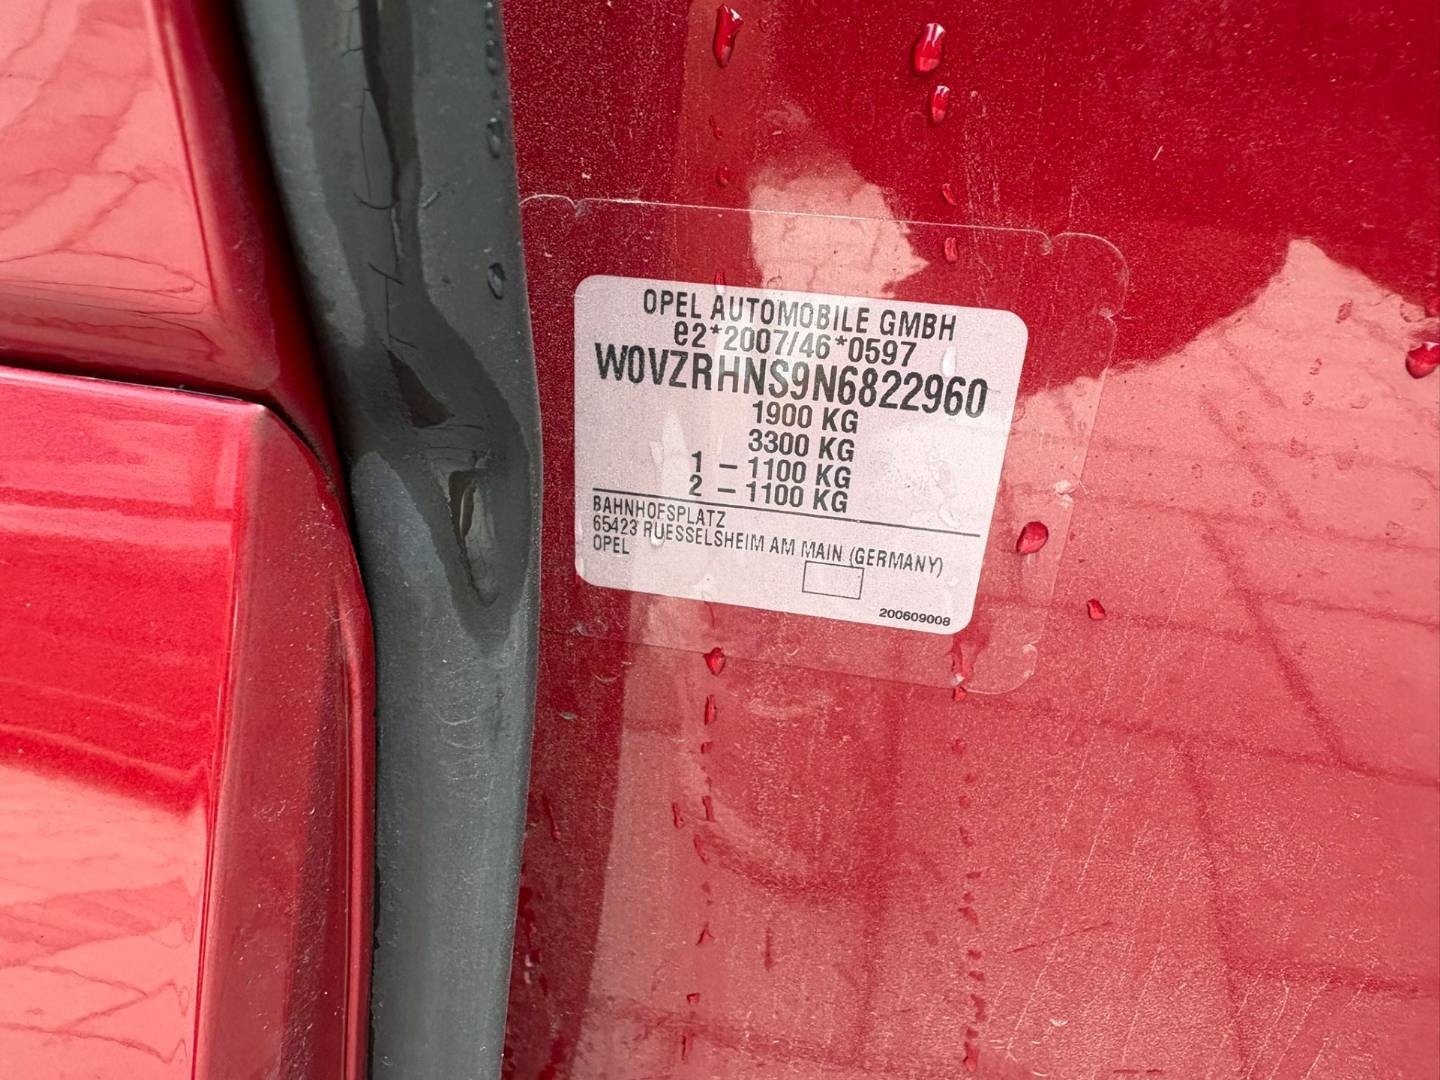 OPEL AUTOMOBILE GMBH
e2*2007/46*0597
W0VZRHNS9N6822960
1900 KG
3300 KG
1 – 1100 KG
2 – 1100 KG
BAHNHOFSPLATZ
65423 RUESSELSHEIM AM MAIN (GERMANY)
OPEL
200609008